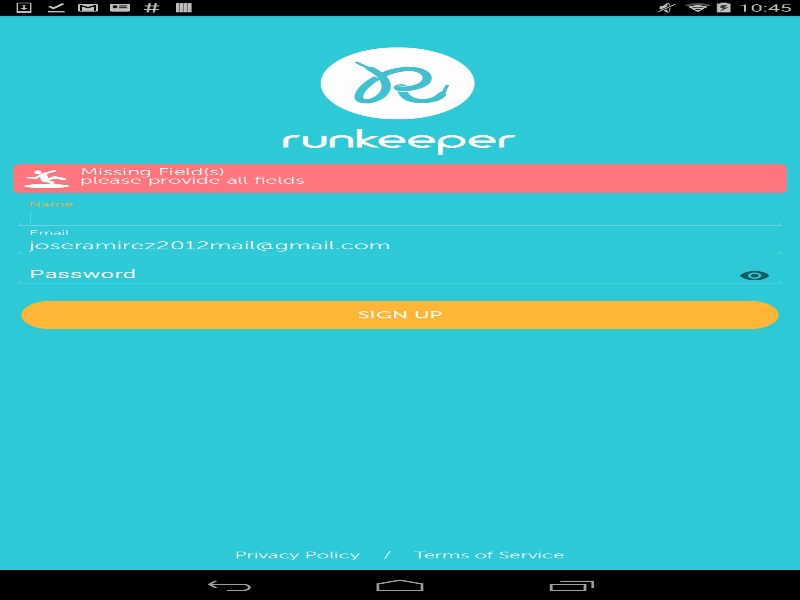 10:45
runkeeper
Missing Field(s)
please provide all fields
Name
Email
joseramirez2012mail@gmail.com
Password
SIGN UP
Privacy Policy / Terms of Service